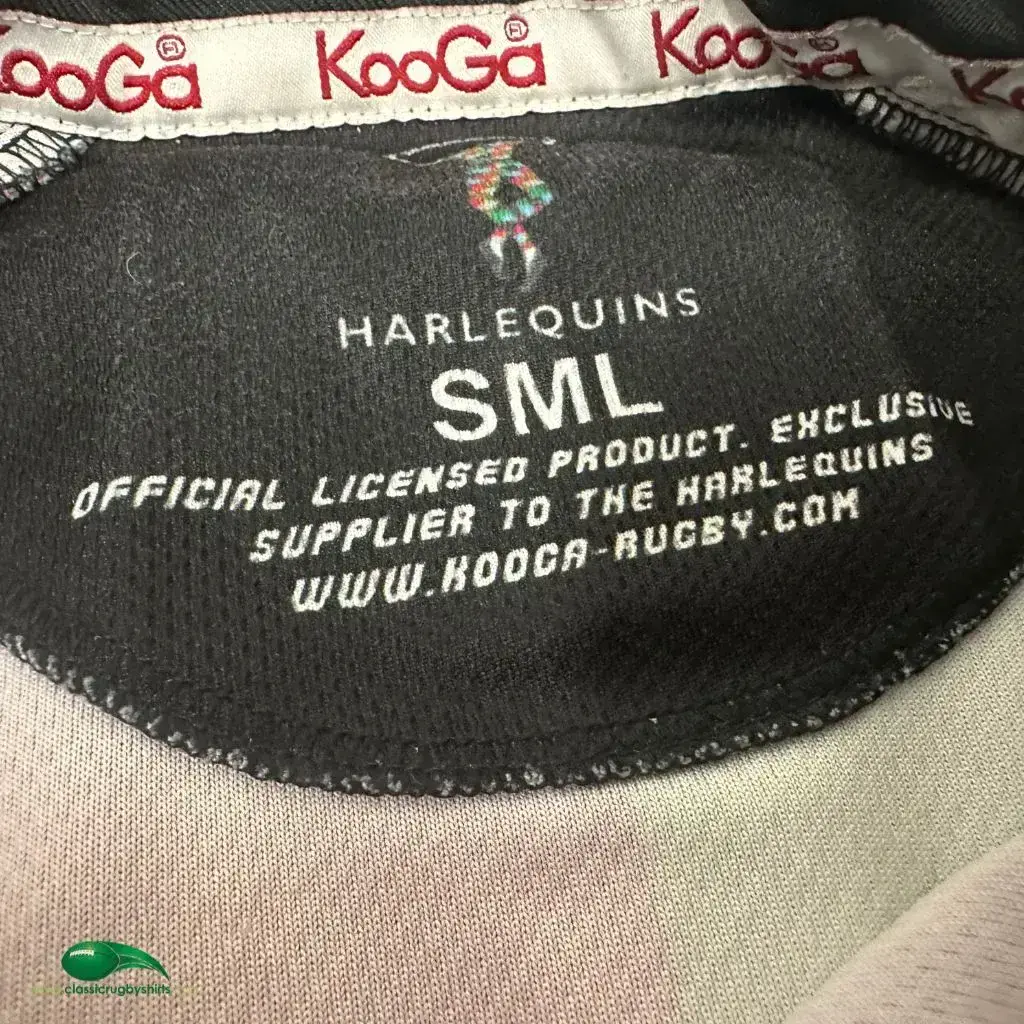 KooGa® KooGa® KooGa
HARLEQUINS
SML
OFFICIAL LICENSED PRODUCT. EXCLUSIVE
SUPPLIER TO THE HARLEQUINS
WWW.KOOGA-RUGBY.COM
classicrugbyshirts